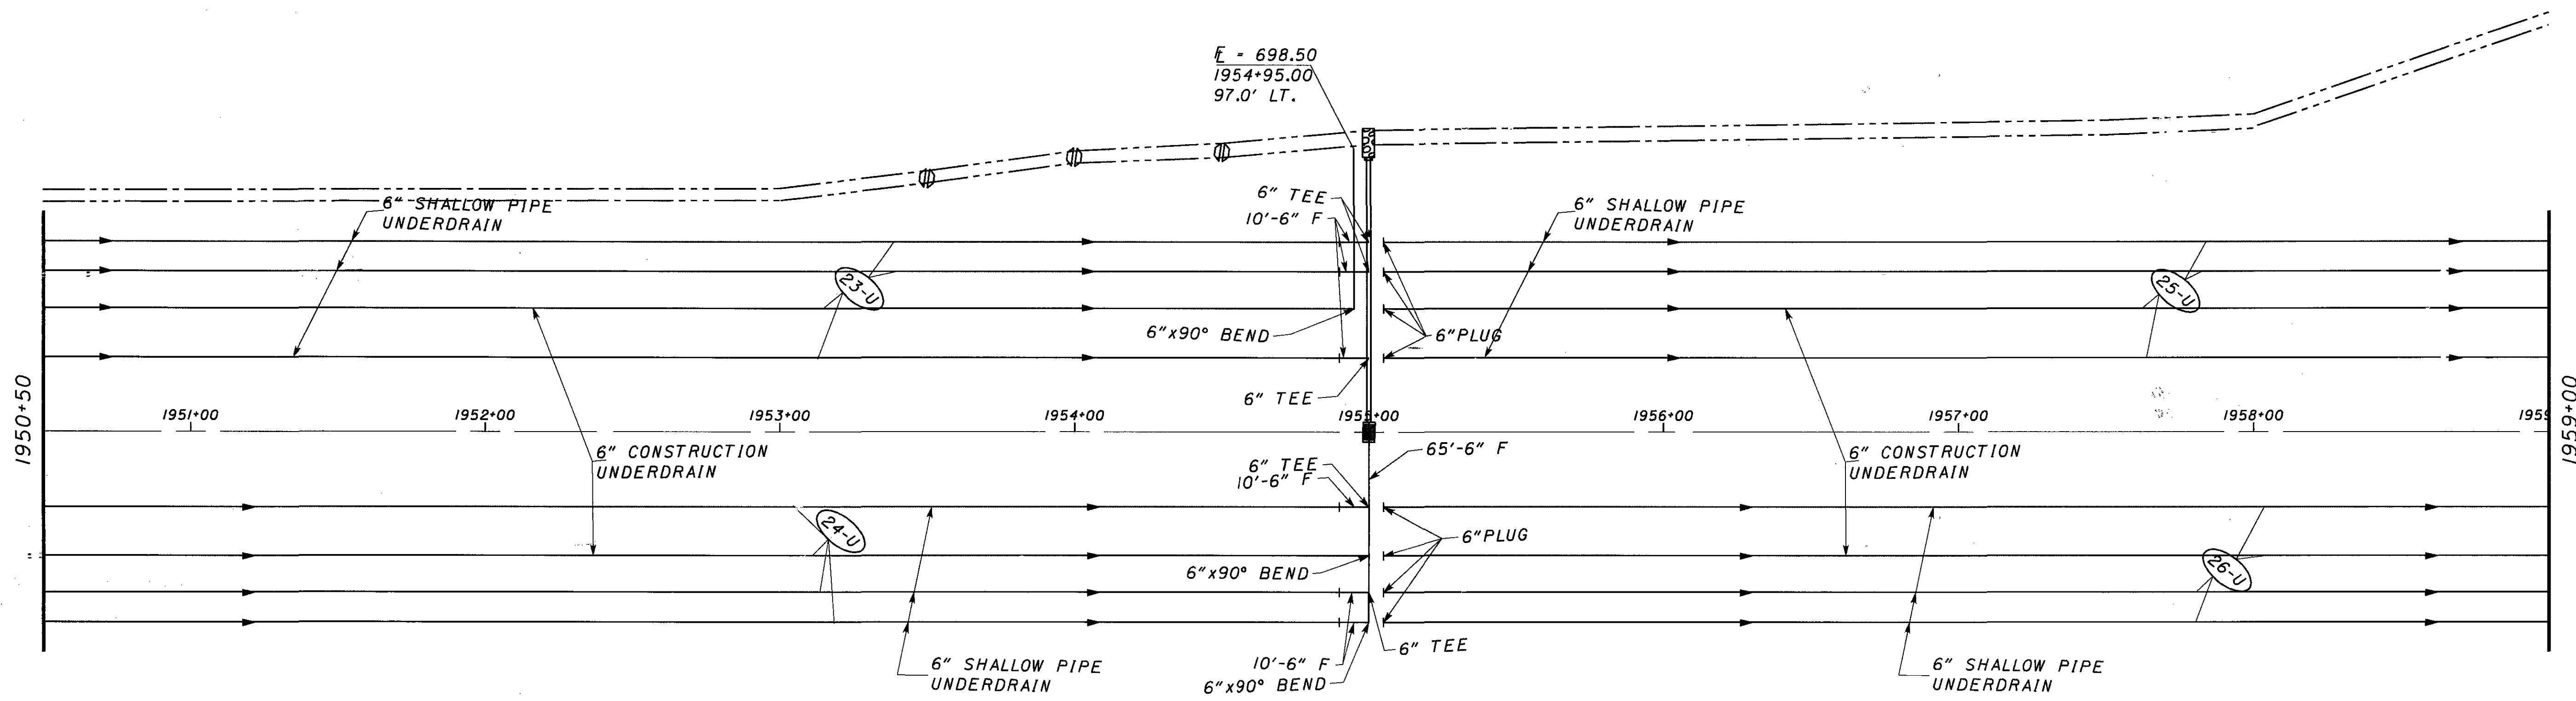 FL - 698.50
1954+95.00
97.0' LT.
6" SHALLOW PIPE
UNDERDRAIN
6" TEE
10'-6" F
6" SHALLOW PIPE
UNDERDRAIN
23-U
25-U
6"x90° BEND
6"PLUG
6" TEE
1950+50
1951+00
1952+00
1953+00
1954+00
1955+00
1956+00
1957+00
1958+00
1959
1959+00
6" CONSTRUCTION
UNDERDRAIN
65'-6" F
6" TEE
10'-6" F
6" CONSTRUCTION
UNDERDRAIN
24-U
6"PLUG
6"x90° BEND
26-U
6" TEE
6" SHALLOW PIPE
UNDERDRAIN
10'-6" F
6"x90° BEND
6" SHALLOW PIPE
UNDERDRAIN